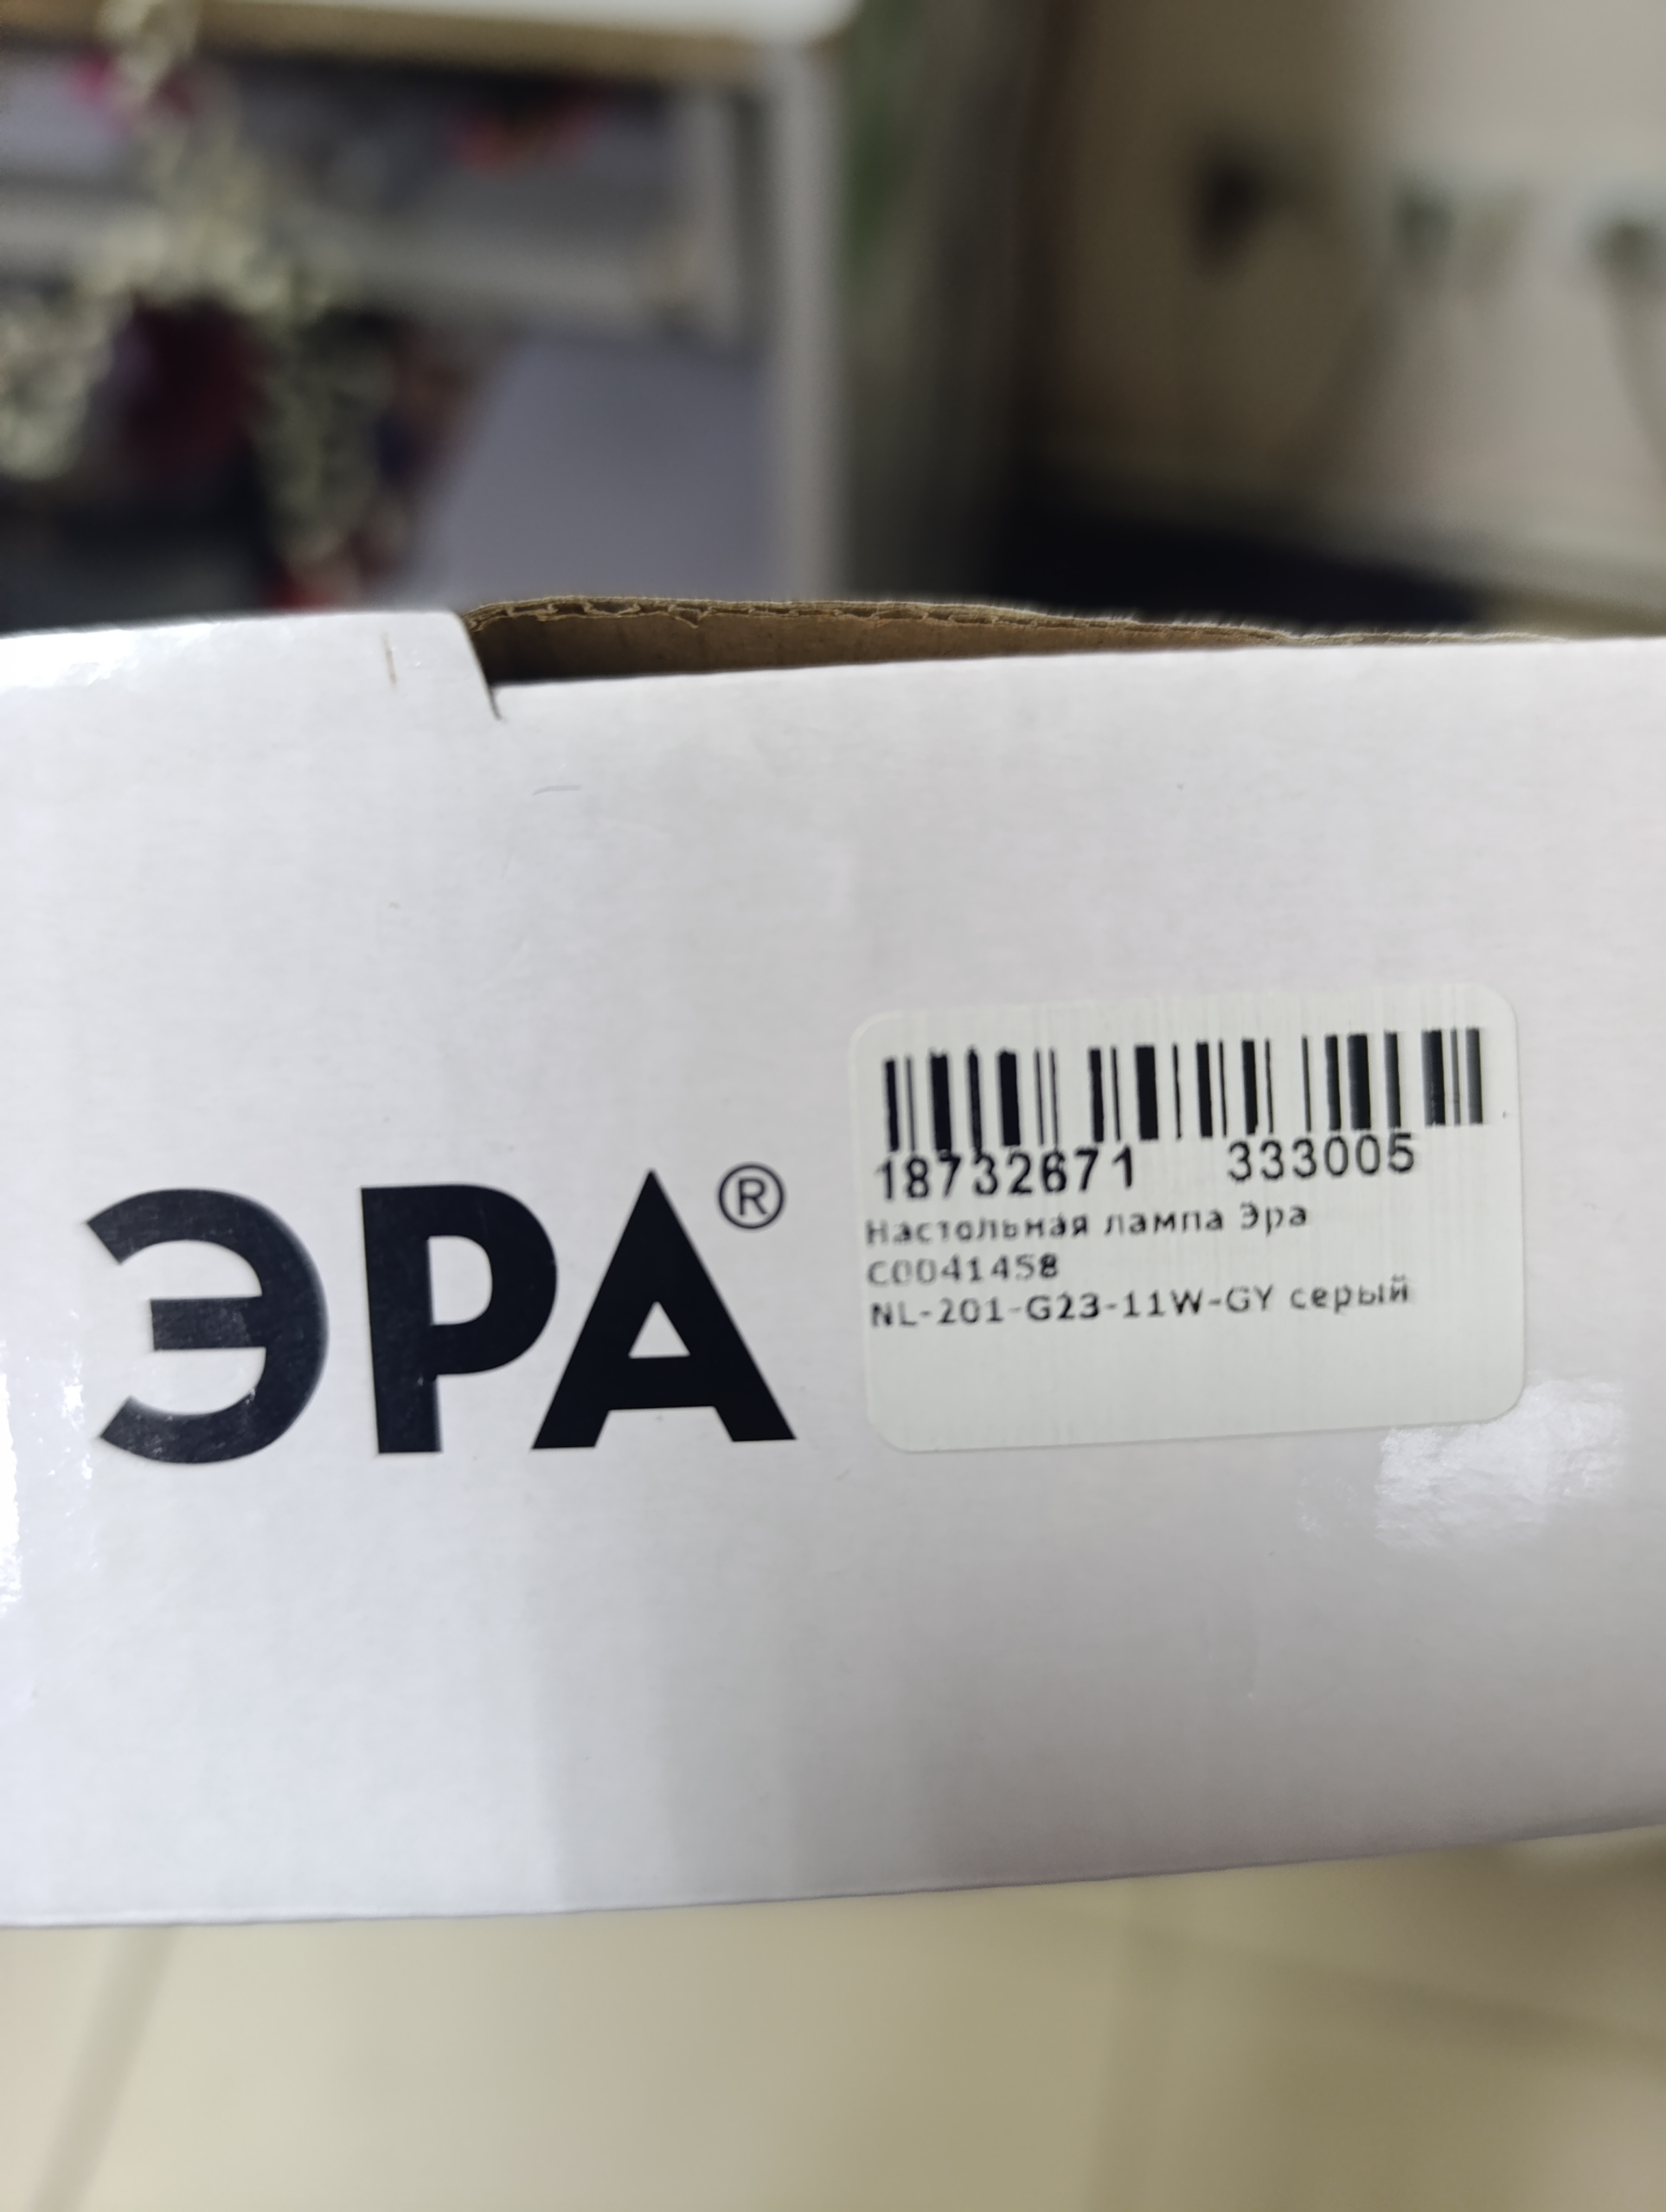 ЭРА®
18732671 333005
Настольная лампа Эра
C0041458
NL-201-G23-11W-GY серый